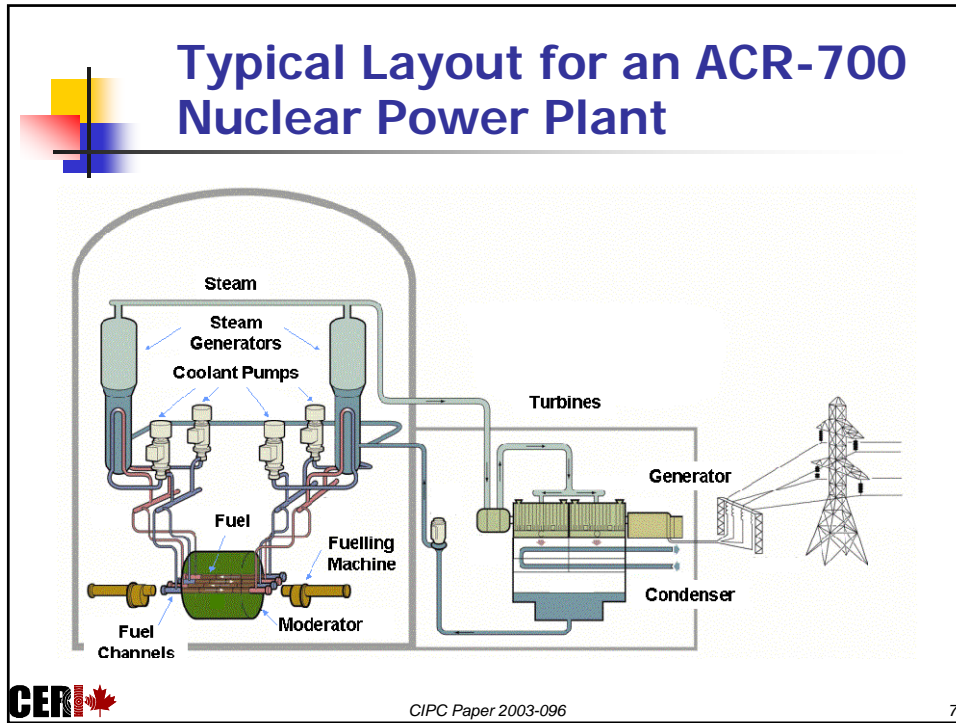 Typical Layout for an ACR-700
Nuclear Power Plant
Steam
Steam
Generators
Coolant Pumps
Turbines
Generator
Fuel
Fuelling
Machine
Condenser
Moderator
Fuel
Channels
CERI
CIPC Paper 2003-096
7